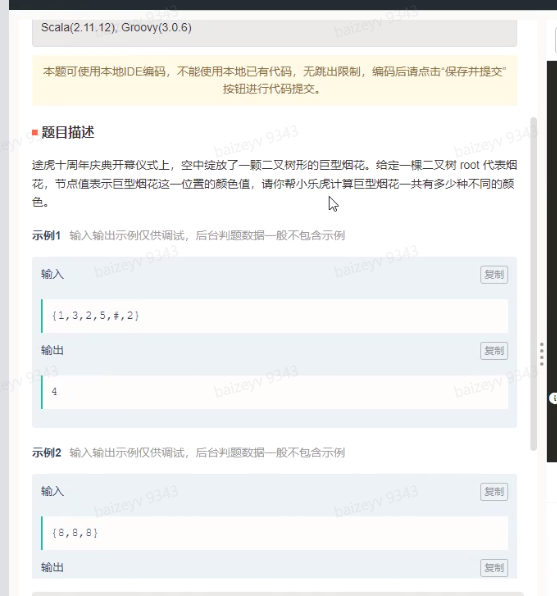 Scala(2.11.12), Groovy(3.0.6)
本题可使用本地IDE编码，不能使用本地已有代码，无跳出限制，编码后请点击“保存并提交”
按钮进行代码提交。
题目描述
途虎十周年庆典开幕仪式上，空中绽放了一颗二叉树形的巨型烟花。给定一棵二叉树 root 代表烟
花，节点值表示巨型烟花这一位置的颜色值，请你帮小乐虎计算巨型烟花一共有多少种不同的颜
色。
示例1 输入输出示例仅供调试，后台判题数据一般不包含示例
输入 复制
{1,3,2,5,#,2}
输出 复制
4
示例2 输入输出示例仅供调试，后台判题数据一般不包含示例
输入 复制
{8,8,8}
输出 复制
baizeyv 9343